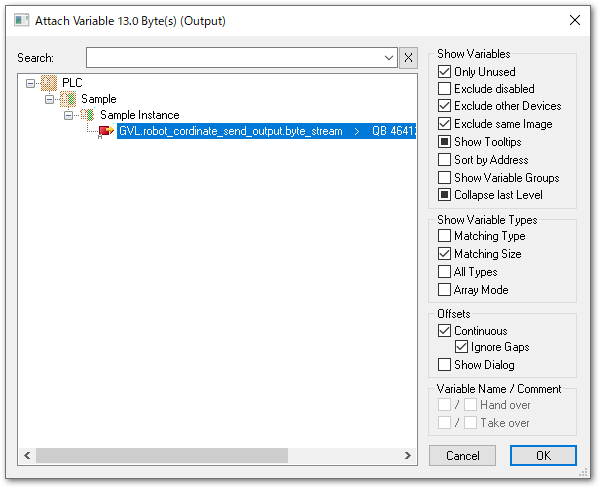 Attach Variable 13.0 Byte(s) (Output)
Search:
X
PLC
Sample
Sample Instance
GVL.robot_cordinate_send_output.byte_stream > QB 46413
Show Variables
Only Unused
Exclude disabled
Exclude other Devices
Exclude same Image
Show Tooltips
Sort by Address
Show Variable Groups
Collapse last Level
Show Variable Types
Matching Type
Matching Size
All Types
Array Mode
Offsets
Continuous
Ignore Gaps
Show Dialog
Variable Name / Comment
/ Hand over
/ Take over
Cancel
OK